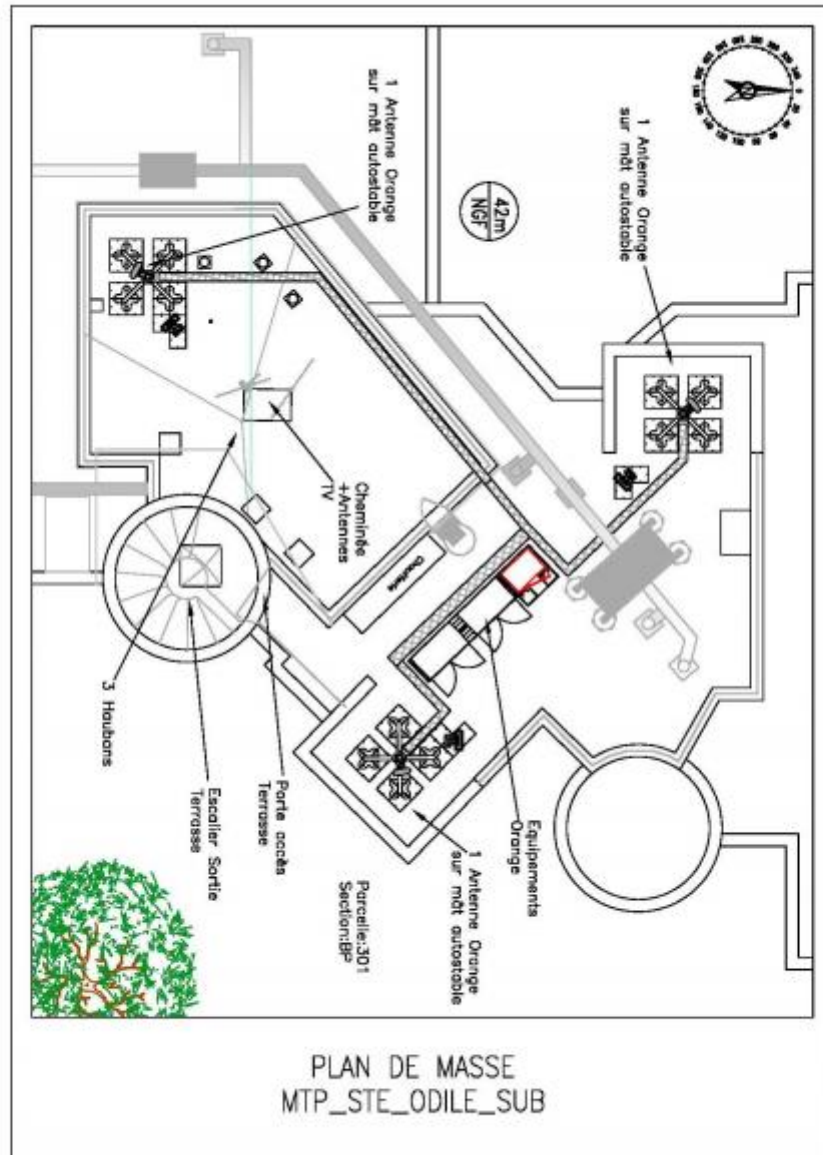 1 Antenne Orange
sur mât autostable
1 Antenne Orange
sur mât autostable
42m
NGF
Cheminée
+Antennes
TV
Chaufferie
3 Haubans
Escalier Sortie
Terrasse
Porte accès
Terrasse
Equipements
Orange
1 Antenne Orange
sur mât autostable
Parcelle:301
Section:BP
PLAN DE MASSE
MTP_STE_ODILE_SUB